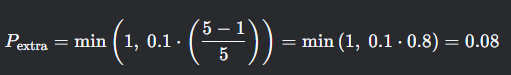 P_extra = min(1, 0.1 · ((5 − 1)/5)) = min (1, 0.1 · 0.8) = 0.08